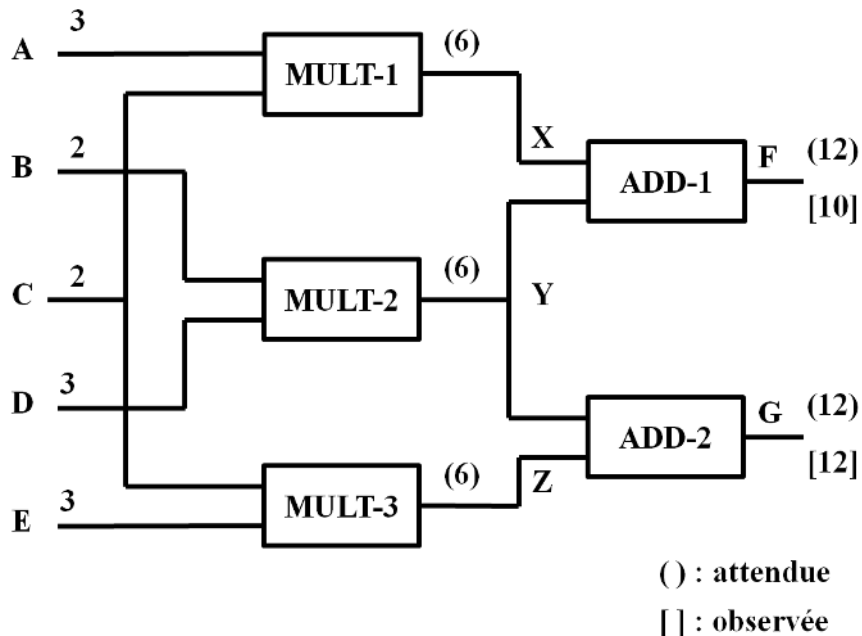 3
A
MULT-1
(6)
X
B
2
ADD-1
F
(12)
[10]
C
2
MULT-2
(6)
Y
D
3
ADD-2
G
(12)
[12]
E
3
MULT-3
(6)
Z
( ) : attendue
[ ] : observée